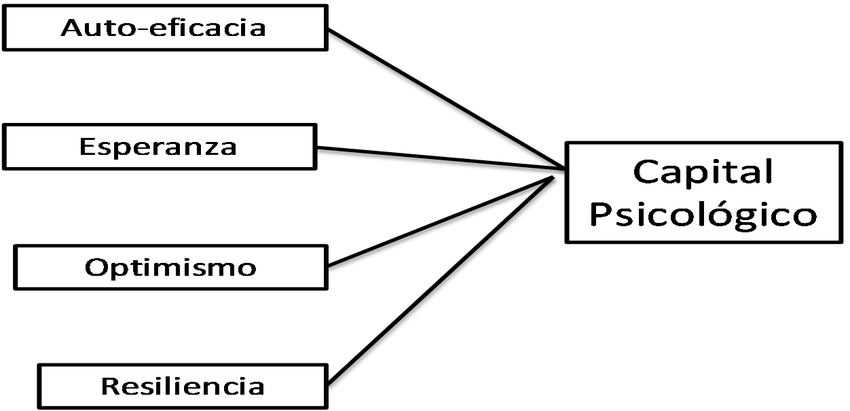 Auto-eficacia
Esperanza
Optimismo
Resiliencia
Capital
Psicológico